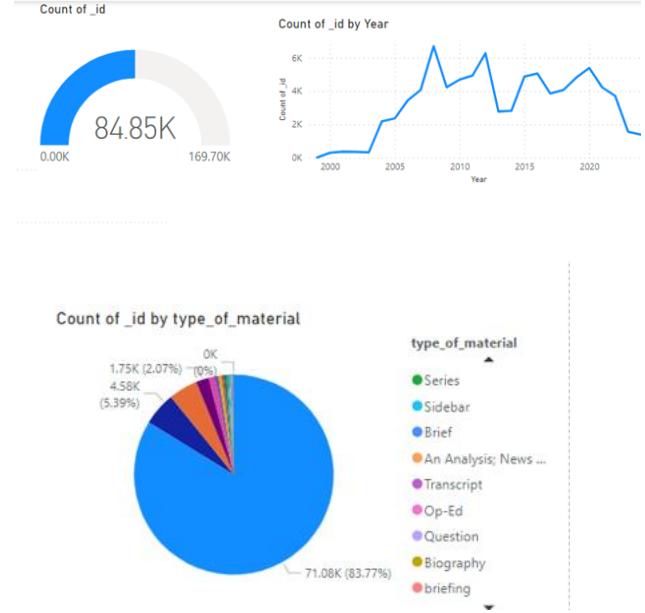 Count of _id
84.85K
0.00K
169.70K
Count of _id by Year
6K
4K
2K
0K
Count of _id
2000
2005
2010
2015
2020
Year
Count of _id by type_of_material
0K
(0%)
1.75K (2.07%)
4.58K
(5.39%)
71.08K (83.77%)
type_of_material
Series
Sidebar
Brief
An Analysis; News ...
Transcript
Op-Ed
Question
Biography
briefing